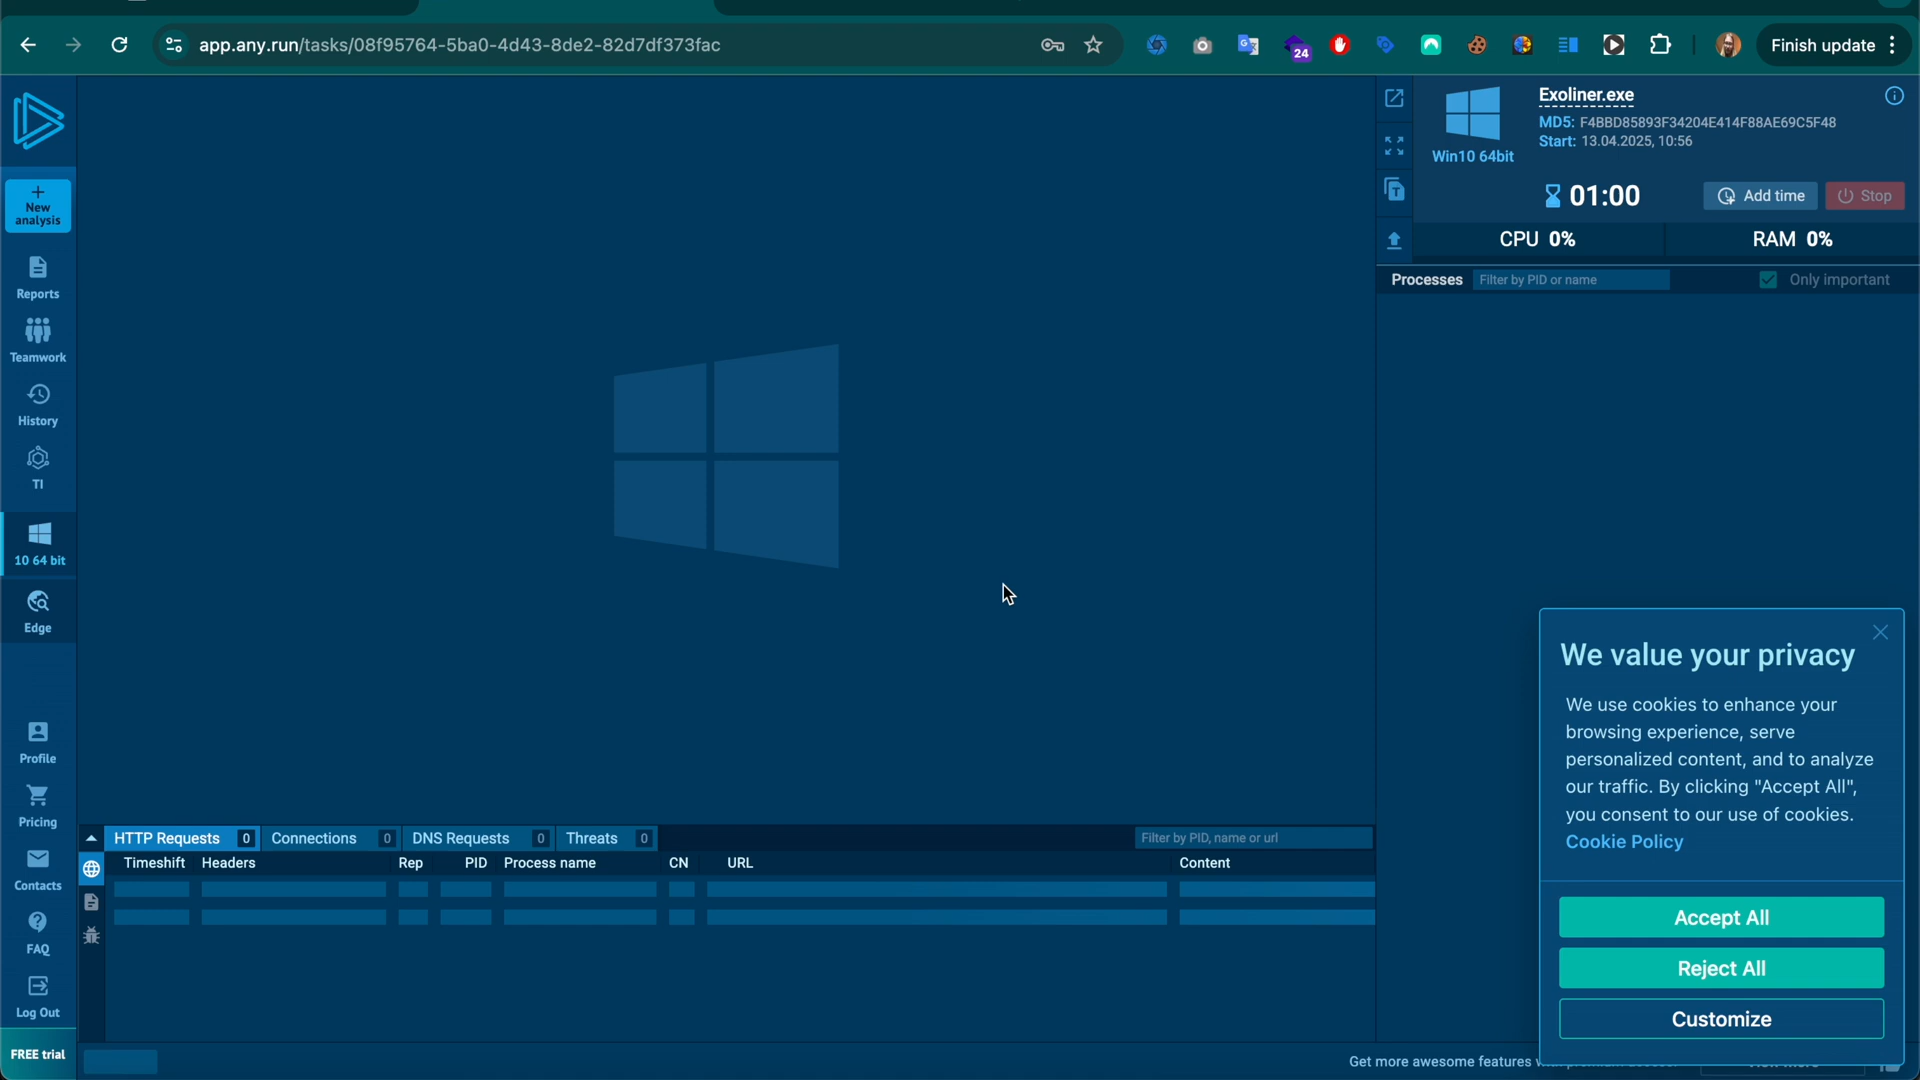 app.any.run/tasks/08f95764-5ba0-4d43-8de2-82d7df373fac
24
Finish update
New
analysis
Reports
Teamwork
History
TI
10 64 bit
Edge
Profile
Pricing
Contacts
FAQ
Log Out
FREE trial
Win10 64bit
Exoliner.exe
MD5: F4BBD85893F34204E414F88AE69C5F48
Start: 13.04.2025, 10:56
01:00
Add time
Stop
CPU 0%
RAM 0%
Processes
Filter by PID or name
Only important
HTTP Requests 0
Connections 0
DNS Requests 0
Threats 0
Filter by PID, name or url
Timeshift Headers Rep PID Process name CN URL Content
We value your privacy
We use cookies to enhance your
browsing experience, serve
personalized content, and to analyze
our traffic. By clicking "Accept All",
you consent to our use of cookies.
Cookie Policy
Accept All
Reject All
Customize
Get more awesome features